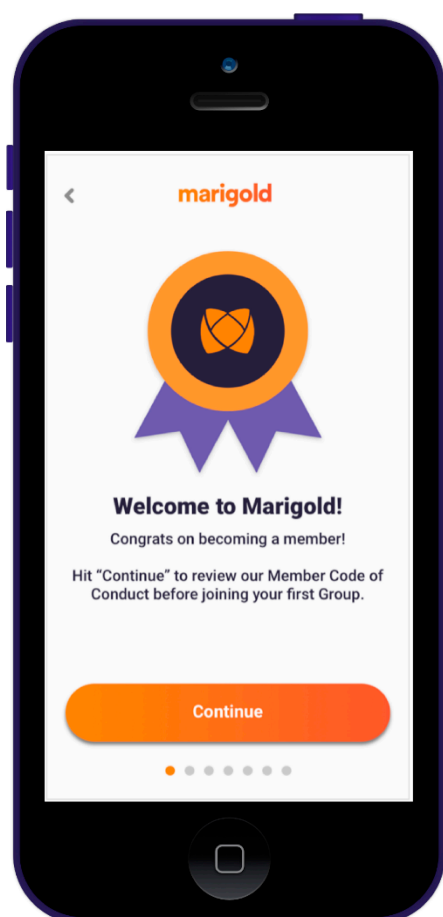 marigold
Welcome to Marigold!
Congrats on becoming a member!
Hit “Continue” to review our Member Code of
Conduct before joining your first Group.
Continue